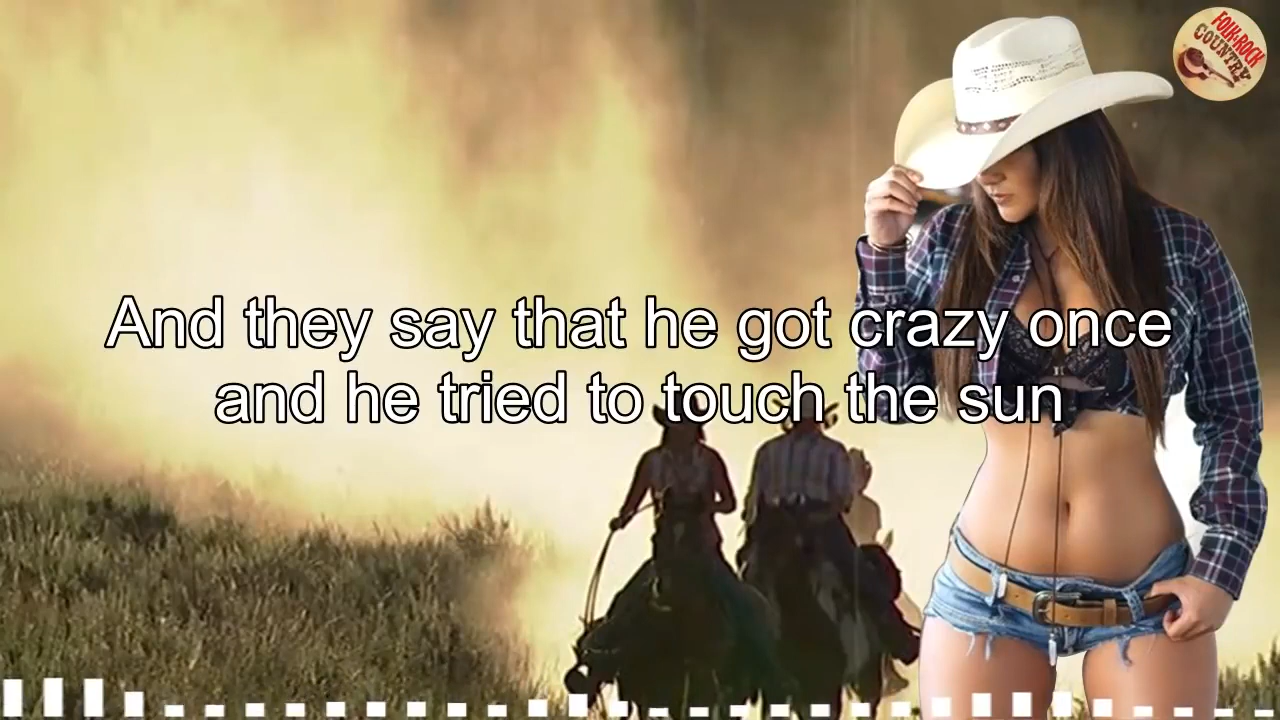 And they say that he got crazy once
and he tried to touch the sun
FOLK&ROCK
COUNTRY